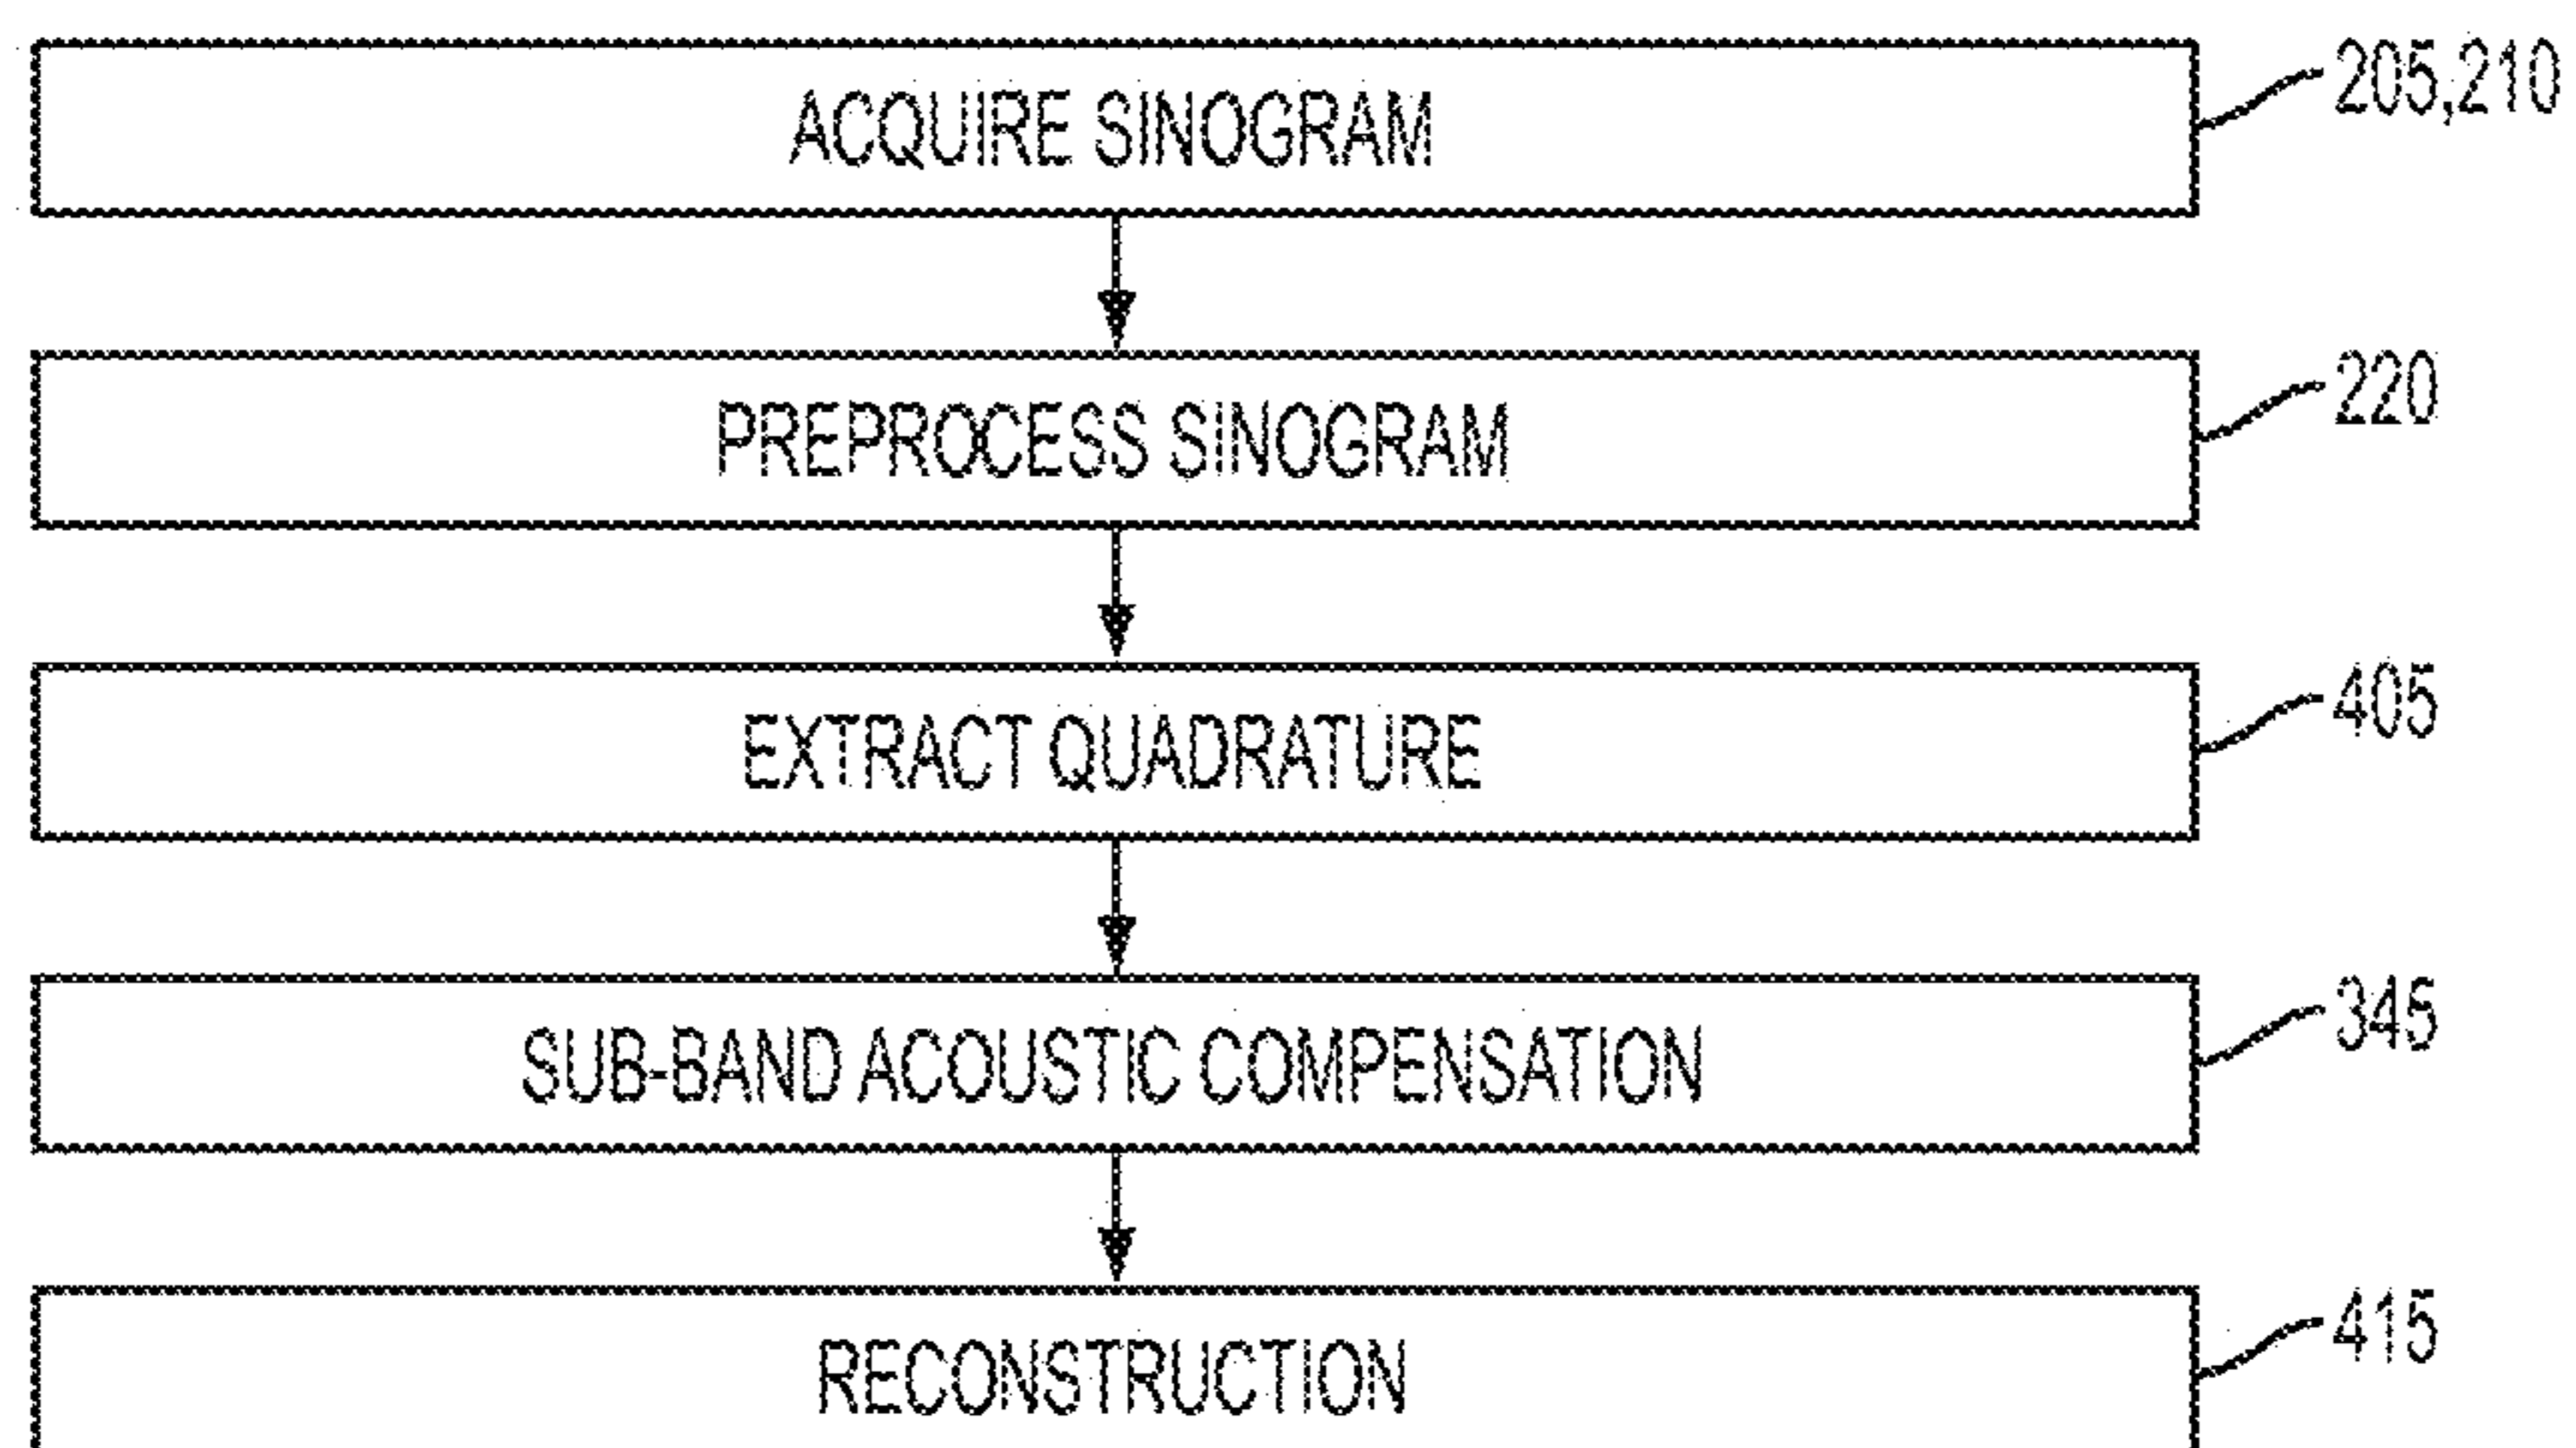 ACQUIRE SINOGRAM 205,210
PREPROCESS SINOGRAM 220
EXTRACT QUADRATURE 405
SUB-BAND ACOUSTIC COMPENSATION 345
RECONSTRUCTION 415